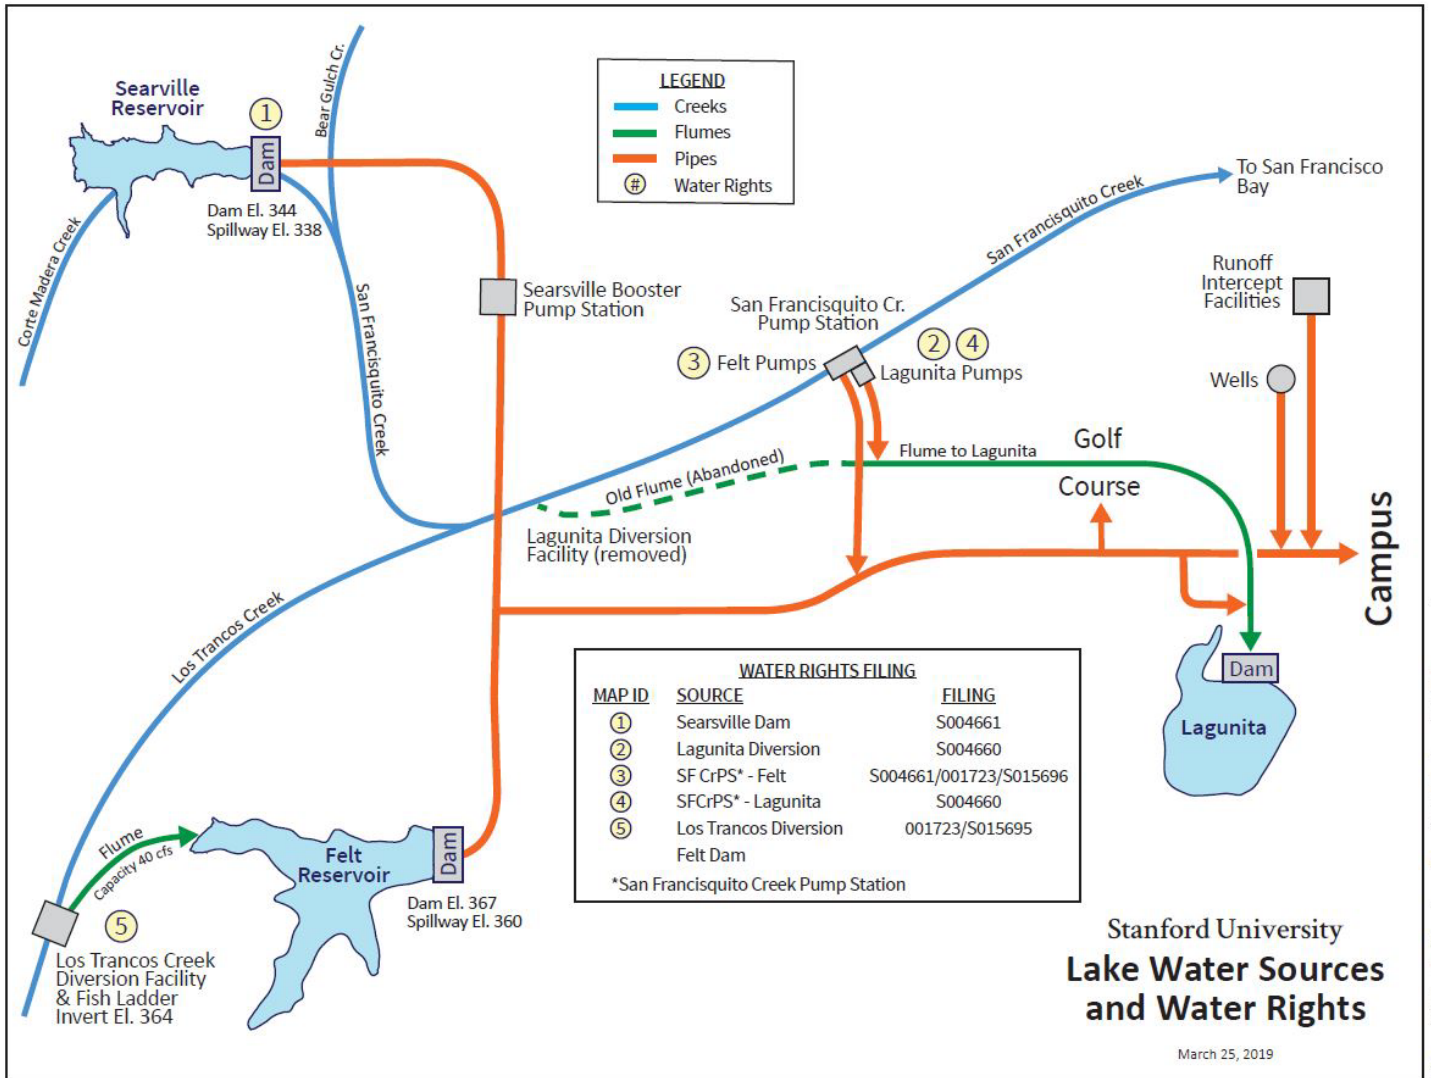 Searville
Reservoir
1
Dam
Dam El. 344
Spillway El. 338
Bear Gulch Cr.
Corte Madera Creek
San Francisquito Creek
LEGEND
Creeks
Flumes
Pipes
# Water Rights
To San Francisco
Bay
San Francisquito Creek
Searsville Booster
Pump Station
San Francisquito Cr.
Pump Station
3 Felt Pumps
2 4
Lagunita Pumps
Runoff
Intercept
Facilities
Wells
Flume to Lagunita
Golf
Course
Old Flume (Abandoned)
Lagunita Diversion
Facility (removed)
Campus
Los Trancos Creek
Dam
Lagunita
WATER RIGHTS FILING
MAP ID SOURCE FILING
1 Searsville Dam S004661
2 Lagunita Diversion S004660
3 SF CrPS* - Felt S004661/001723/S015696
4 SFCrPS* - Lagunita S004660
5 Los Trancos Diversion 001723/S015695
Felt Dam
*San Francisquito Creek Pump Station
Flume
Capacity 40 cfs
Felt
Reservoir
Dam
Dam El. 367
Spillway El. 360
5
Los Trancos Creek
Diversion Facility
& Fish Ladder
Invert El. 364
Stanford University
Lake Water Sources
and Water Rights
March 25, 2019